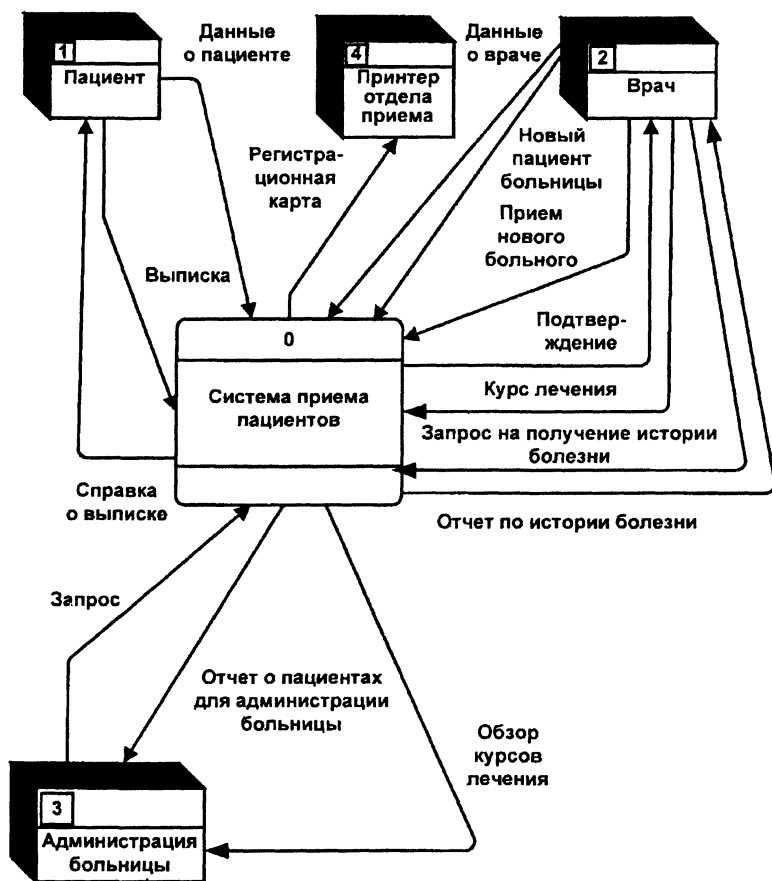 1
Пациент
Данные
о пациенте
4
Принтер
отдела
приема
Данные
о враче
2
Врач
Новый
пациент
больницы
Регистра-
ционная
карта
Прием
нового
больного
Выписка
0
Система приема
пациентов
Подтвер-
ждение
Курс лечения
Запрос на получение истории
болезни
Справка
о выписке
Отчет по истории болезни
Запрос
Отчет о пациентах
для администрации
больницы
Обзор
курсов
лечения
3
Администрация
больницы